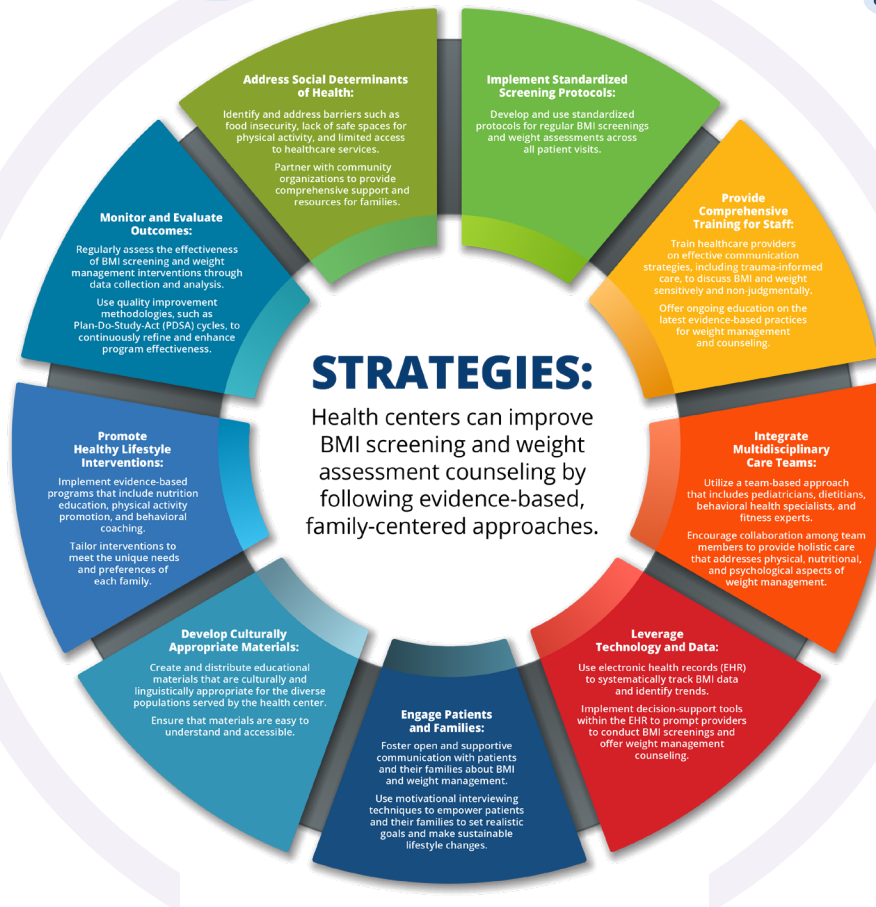 STRATEGIES:
Health centers can improve
BMI screening and weight
assessment counseling by
following evidence-based,
family-centered approaches.
Implement Standardized
Screening Protocols:
Develop and use standardized
protocols for regular BMI screenings
and weight assessments across
all patient visits.
Provide
Comprehensive
Training for Staff:
Train healthcare providers
on effective communication
strategies, including trauma-informed
care, to discuss BMI and weight
sensitively and non-judgmentally.
Offer ongoing education on the
latest evidence-based practices
for weight management
and counseling.
Integrate
Multidisciplinary
Care Teams:
Utilize a team-based approach
that includes pediatricians, dietitians,
behavioral health specialists, and
fitness experts.
Encourage collaboration among team
members to provide holistic care
that addresses physical, nutritional,
and psychological aspects of
weight management.
Leverage
Technology and Data:
Use electronic health records (EHR)
to systematically track BMI data
and identify trends.
Implement decision-support tools
within the EHR to prompt providers
to conduct BMI screenings and
offer weight management
counseling.
Engage Patients
and Families:
Foster open and supportive
communication with patients
and their families about BMI
and weight management.
Use motivational interviewing
techniques to empower patients
and their families to set realistic
goals and make sustainable
lifestyle changes.
Develop Culturally
Appropriate Materials:
Create and distribute educational
materials that are culturally and
linguistically appropriate for the diverse
populations served by the health center.
Ensure that materials are easy to
understand and accessible.
Promote
Healthy Lifestyle
Interventions:
Implement evidence-based
programs that include nutrition
education, physical activity
promotion, and behavioral
coaching.
Tailor interventions to
meet the unique needs
and preferences of
each family.
Monitor and Evaluate
Outcomes:
Regularly assess the effectiveness
of BMI screening and weight
management interventions through
data collection and analysis.
Use quality improvement
methodologies, such as
Plan-Do-Study-Act (PDSA) cycles, to
continuously refine and enhance
program effectiveness.
Address Social Determinants
of Health:
Identify and address barriers such as
food insecurity, lack of safe spaces for
physical activity, and limited access
to healthcare services.
Partner with community
organizations to provide
comprehensive support and
resources for families.